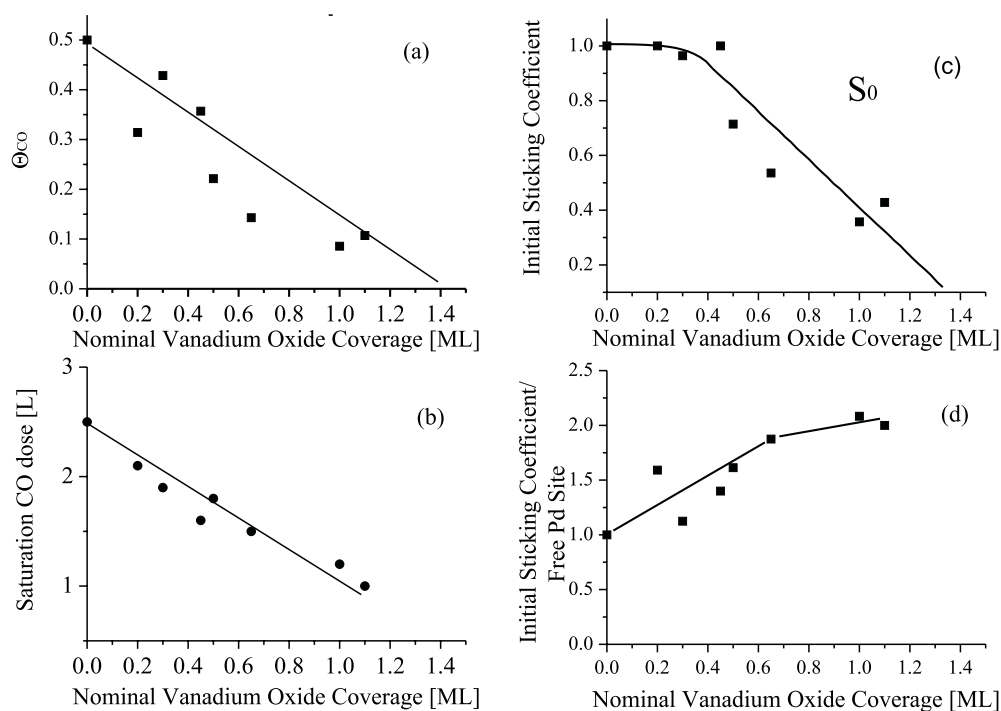 (a)
0.5
0.4
0.3
0.2
0.1
0.0
ΘCO
0.0 0.2 0.4 0.6 0.8 1.0 1.2 1.4
Nominal Vanadium Oxide Coverage [ML]
(b)
3
2
1
Saturation CO dose [L]
0.0 0.2 0.4 0.6 0.8 1.0 1.2 1.4
Nominal Vanadium Oxide Coverage [ML]
(c)
S0
1.0
0.8
0.6
0.4
0.2
Initial Sticking Coefficient
0.0 0.2 0.4 0.6 0.8 1.0 1.2 1.4
Nominal Vanadium Oxide Coverage [ML]
(d)
2.5
2.0
1.5
1.0
0.5
0.0
Initial Sticking Coefficient/
Free Pd Site
0.0 0.2 0.4 0.6 0.8 1.0 1.2 1.4
Nominal Vanadium Oxide Coverage [ML]